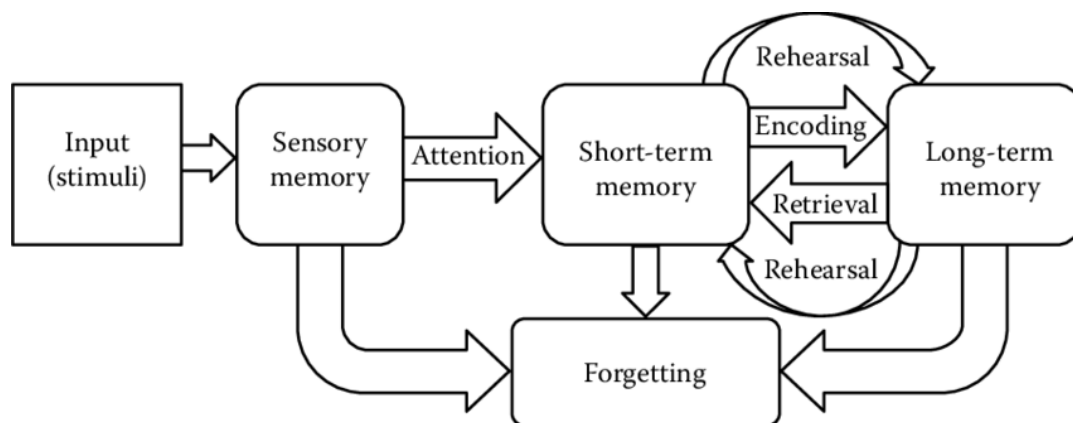 Rehearsal
Input
(stimuli)
Sensory
memory
Attention
Short-term
memory
Encoding
Retrieval
Long-term
memory
Rehearsal
Forgetting